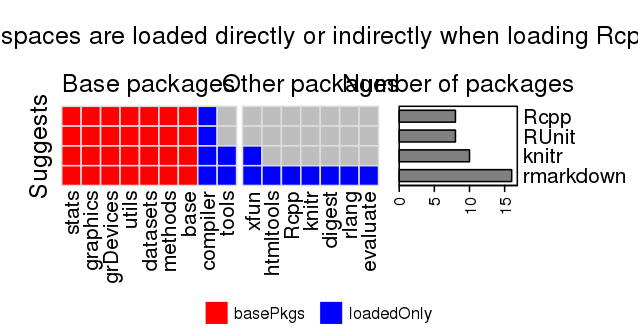 spaces are loaded directly or indirectly when loading Rcp
Base packages
Other packages
Number of packages
Suggests
Rcpp
RUnit
knitr
rmarkdown
0
5
10
15
stats
graphics
grDevices
utils
datasets
methods
base
compiler
tools
xfun
htmltools
Rcpp
knitr
digest
rlang
evaluate
basePkgs
loadedOnly